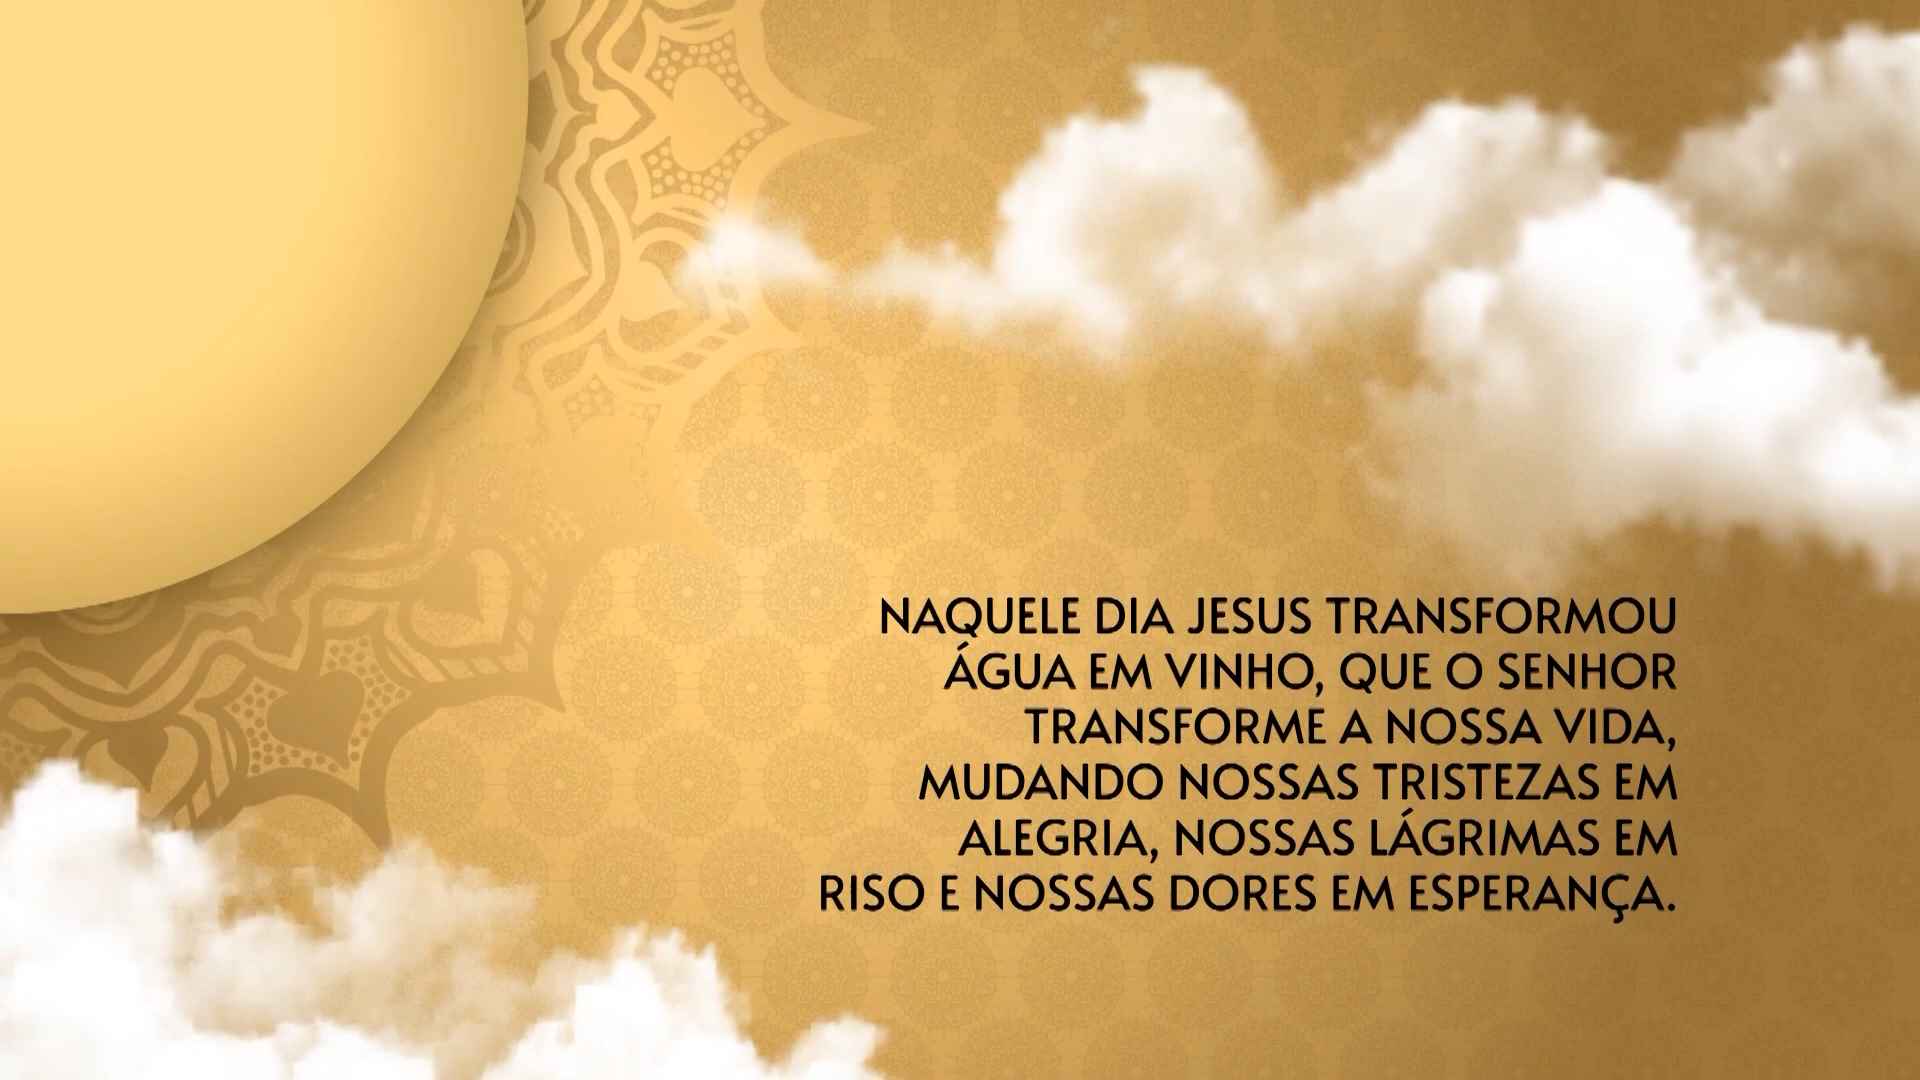 NAQUELE DIA JESUS TRANSFORMOU
ÁGUA EM VINHO, QUE O SENHOR
TRANSFORME A NOSSA VIDA,
MUDANDO NOSSAS TRISTEZAS EM
ALEGRIA, NOSSAS LÁGRIMAS EM
RISO E NOSSAS DORES EM ESPERANÇA.